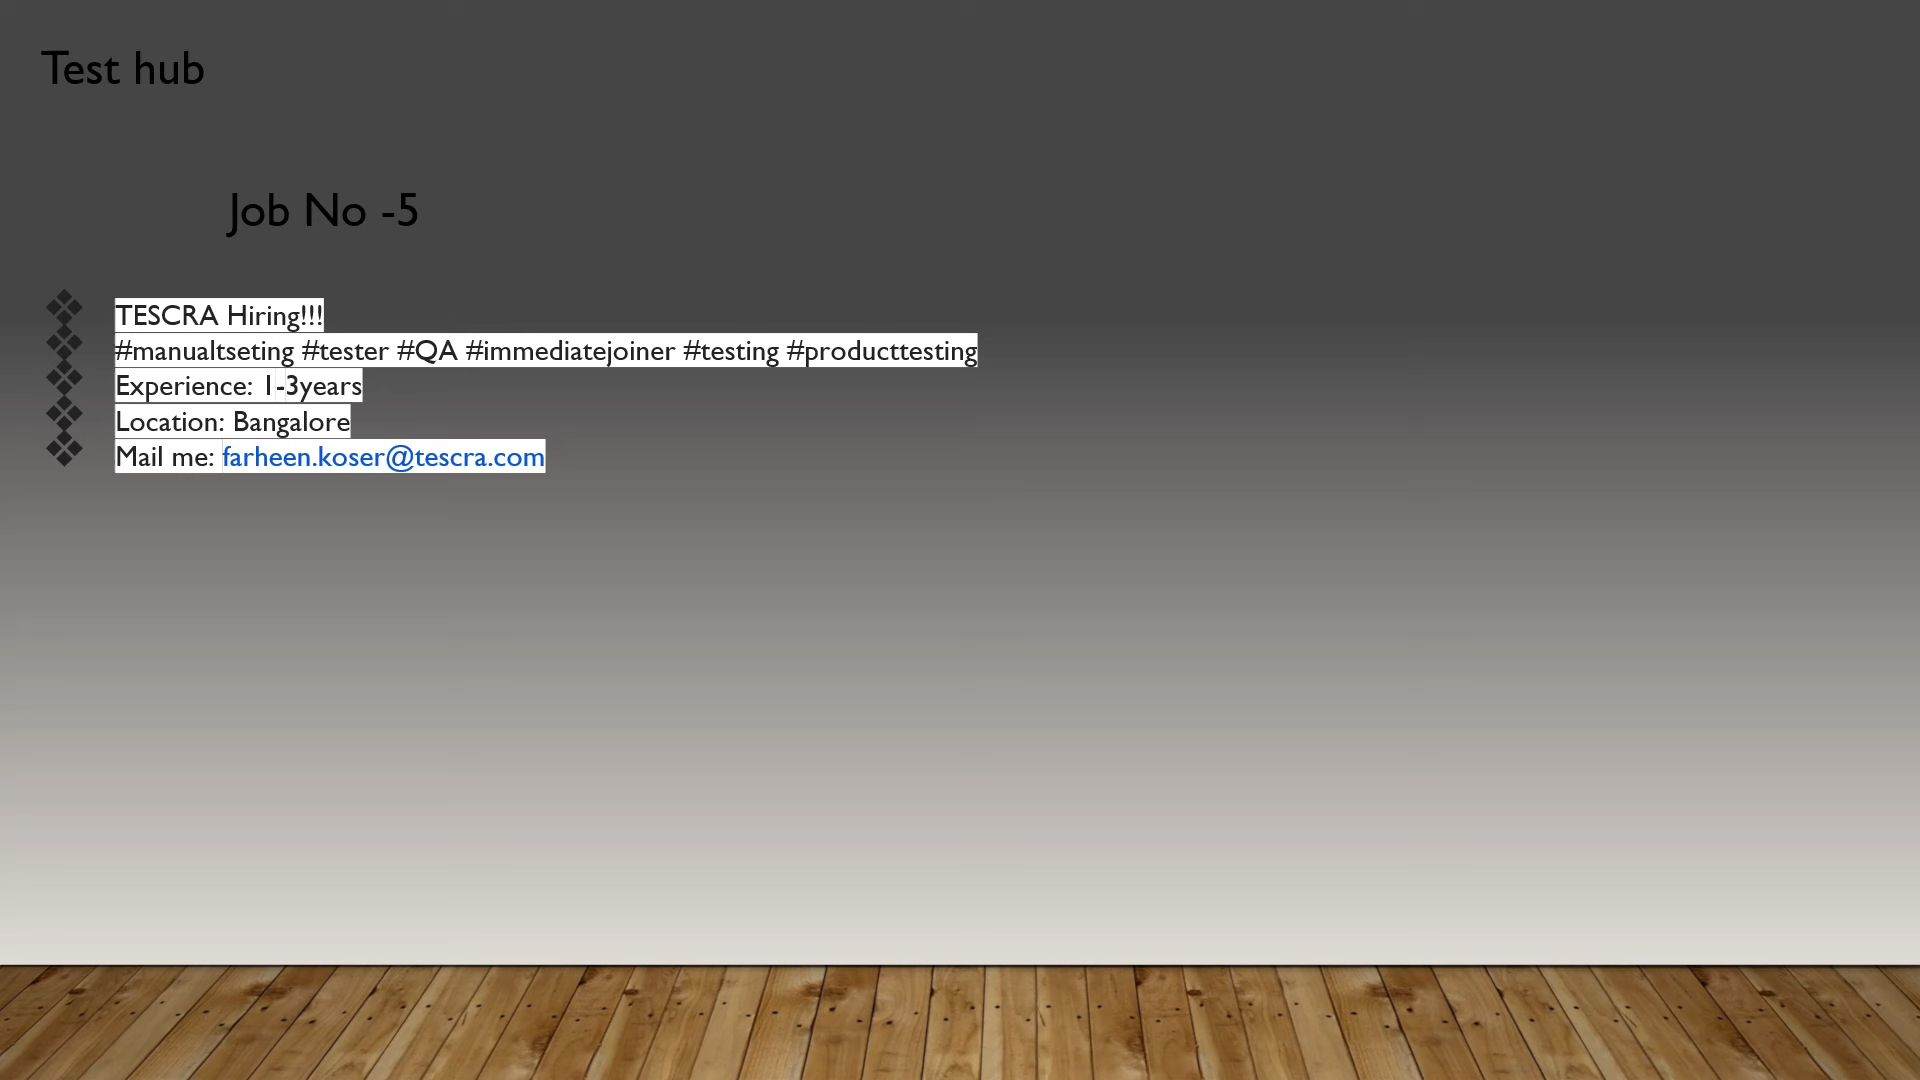 Test hub
Job No -5
TESCRA Hiring!!!
#manualtseting #tester #QA #immediatejoiner #testing #producttesting
Experience: 1-3years
Location: Bangalore
Mail me: farheen.koser@tescra.com